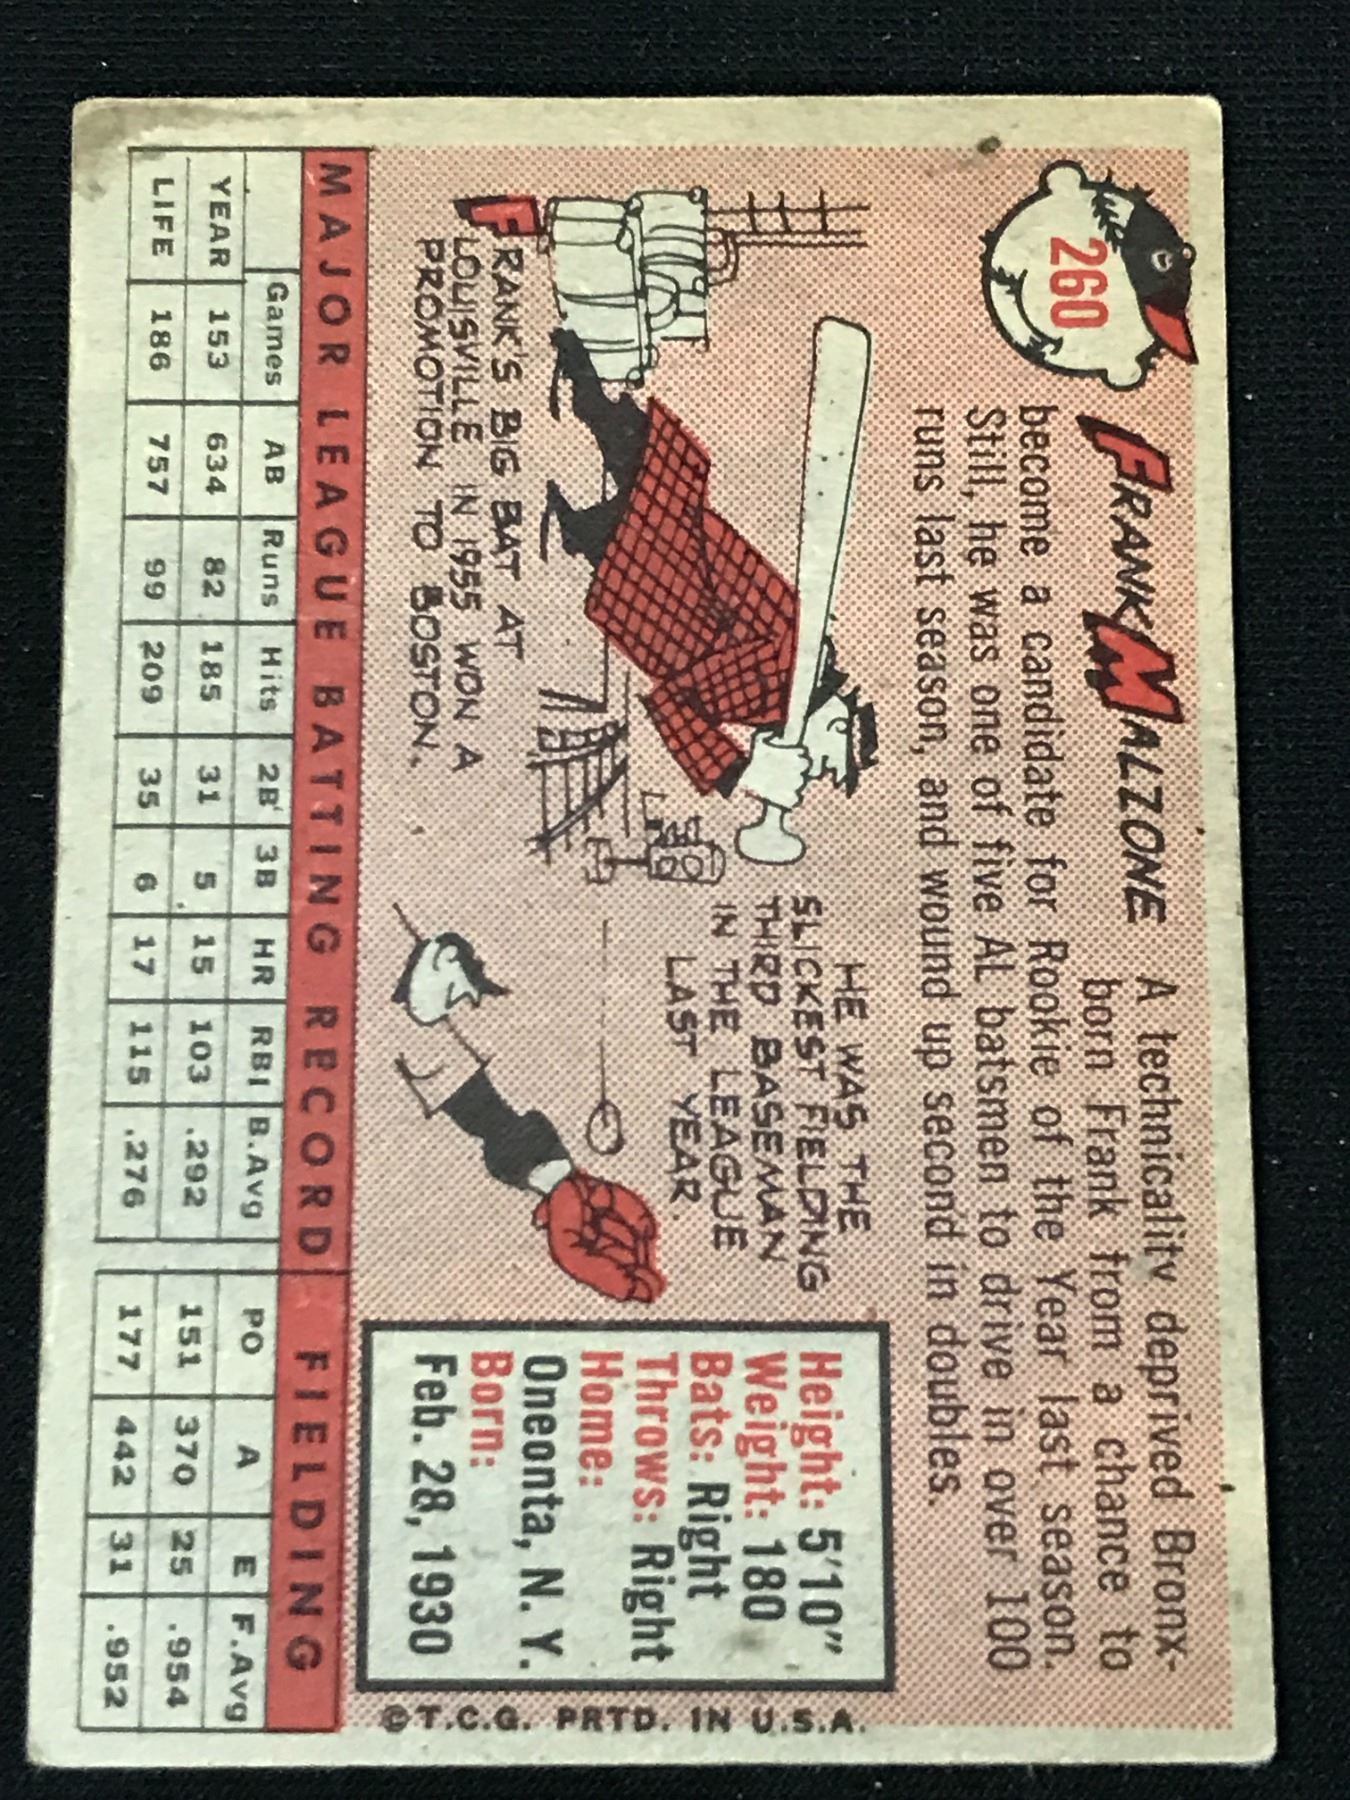 260
FRANK MALZONE
A technicality deprived Bronx-
born Frank from a chance to
become a candidate for Rookie of the Year last season.
Still, he was one of five AL batsmen to drive in over 100
runs last season, and wound up second in doubles.
FRANK'S BIG BAT AT
LOUISVILLE IN 1955 WON A
PROMOTION TO BOSTON.
HE WAS THE
SLICKEST FIELDING
THIRD BASEMAN
IN THE LEAGUE
LAST YEAR.
Height: 5'10"
Weight: 180
Bats: Right
Throws: Right
Home:
Oneonta, N. Y.
Born:
Feb. 28, 1930
©T.C.G. PRTD. IN U.S.A.
MAJOR LEAGUE BATTING RECORD FIELDING
Games AB Runs Hits 2B 3B HR RBI B.Avg PO A E F.Avg
YEAR 153 634 82 185 31 5 15 103 .292 151 370 25 .954
LIFE 186 757 99 209 35 6 17 115 .276 177 442 31 .952